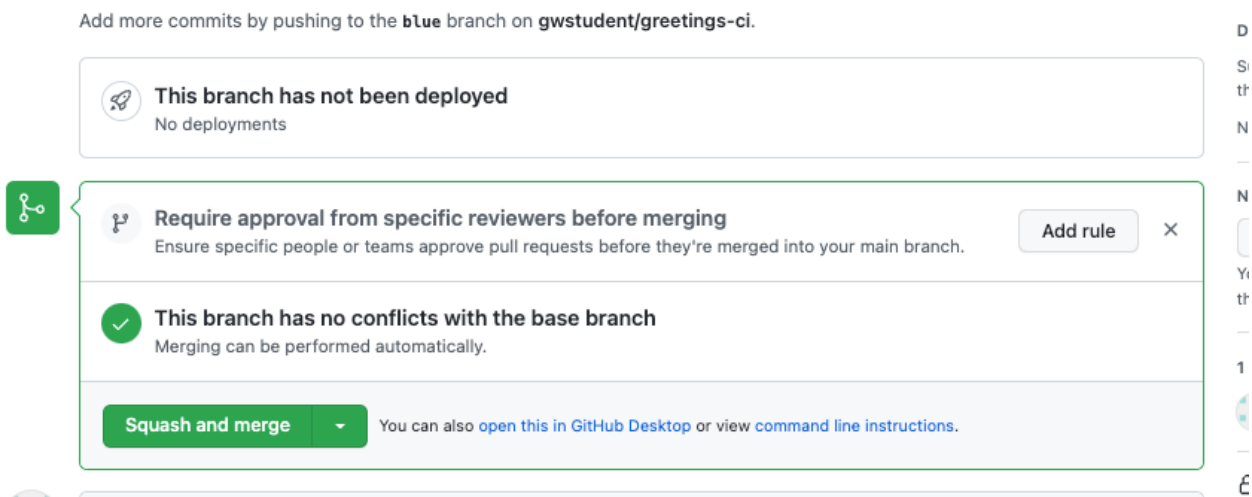 Add more commits by pushing to the blue branch on gwstudent/greetings-ci.
This branch has not been deployed
No deployments
Require approval from specific reviewers before merging
Ensure specific people or teams approve pull requests before they're merged into your main branch.
Add rule
This branch has no conflicts with the base branch
Merging can be performed automatically.
Squash and merge
You can also open this in GitHub Desktop or view command line instructions.
1